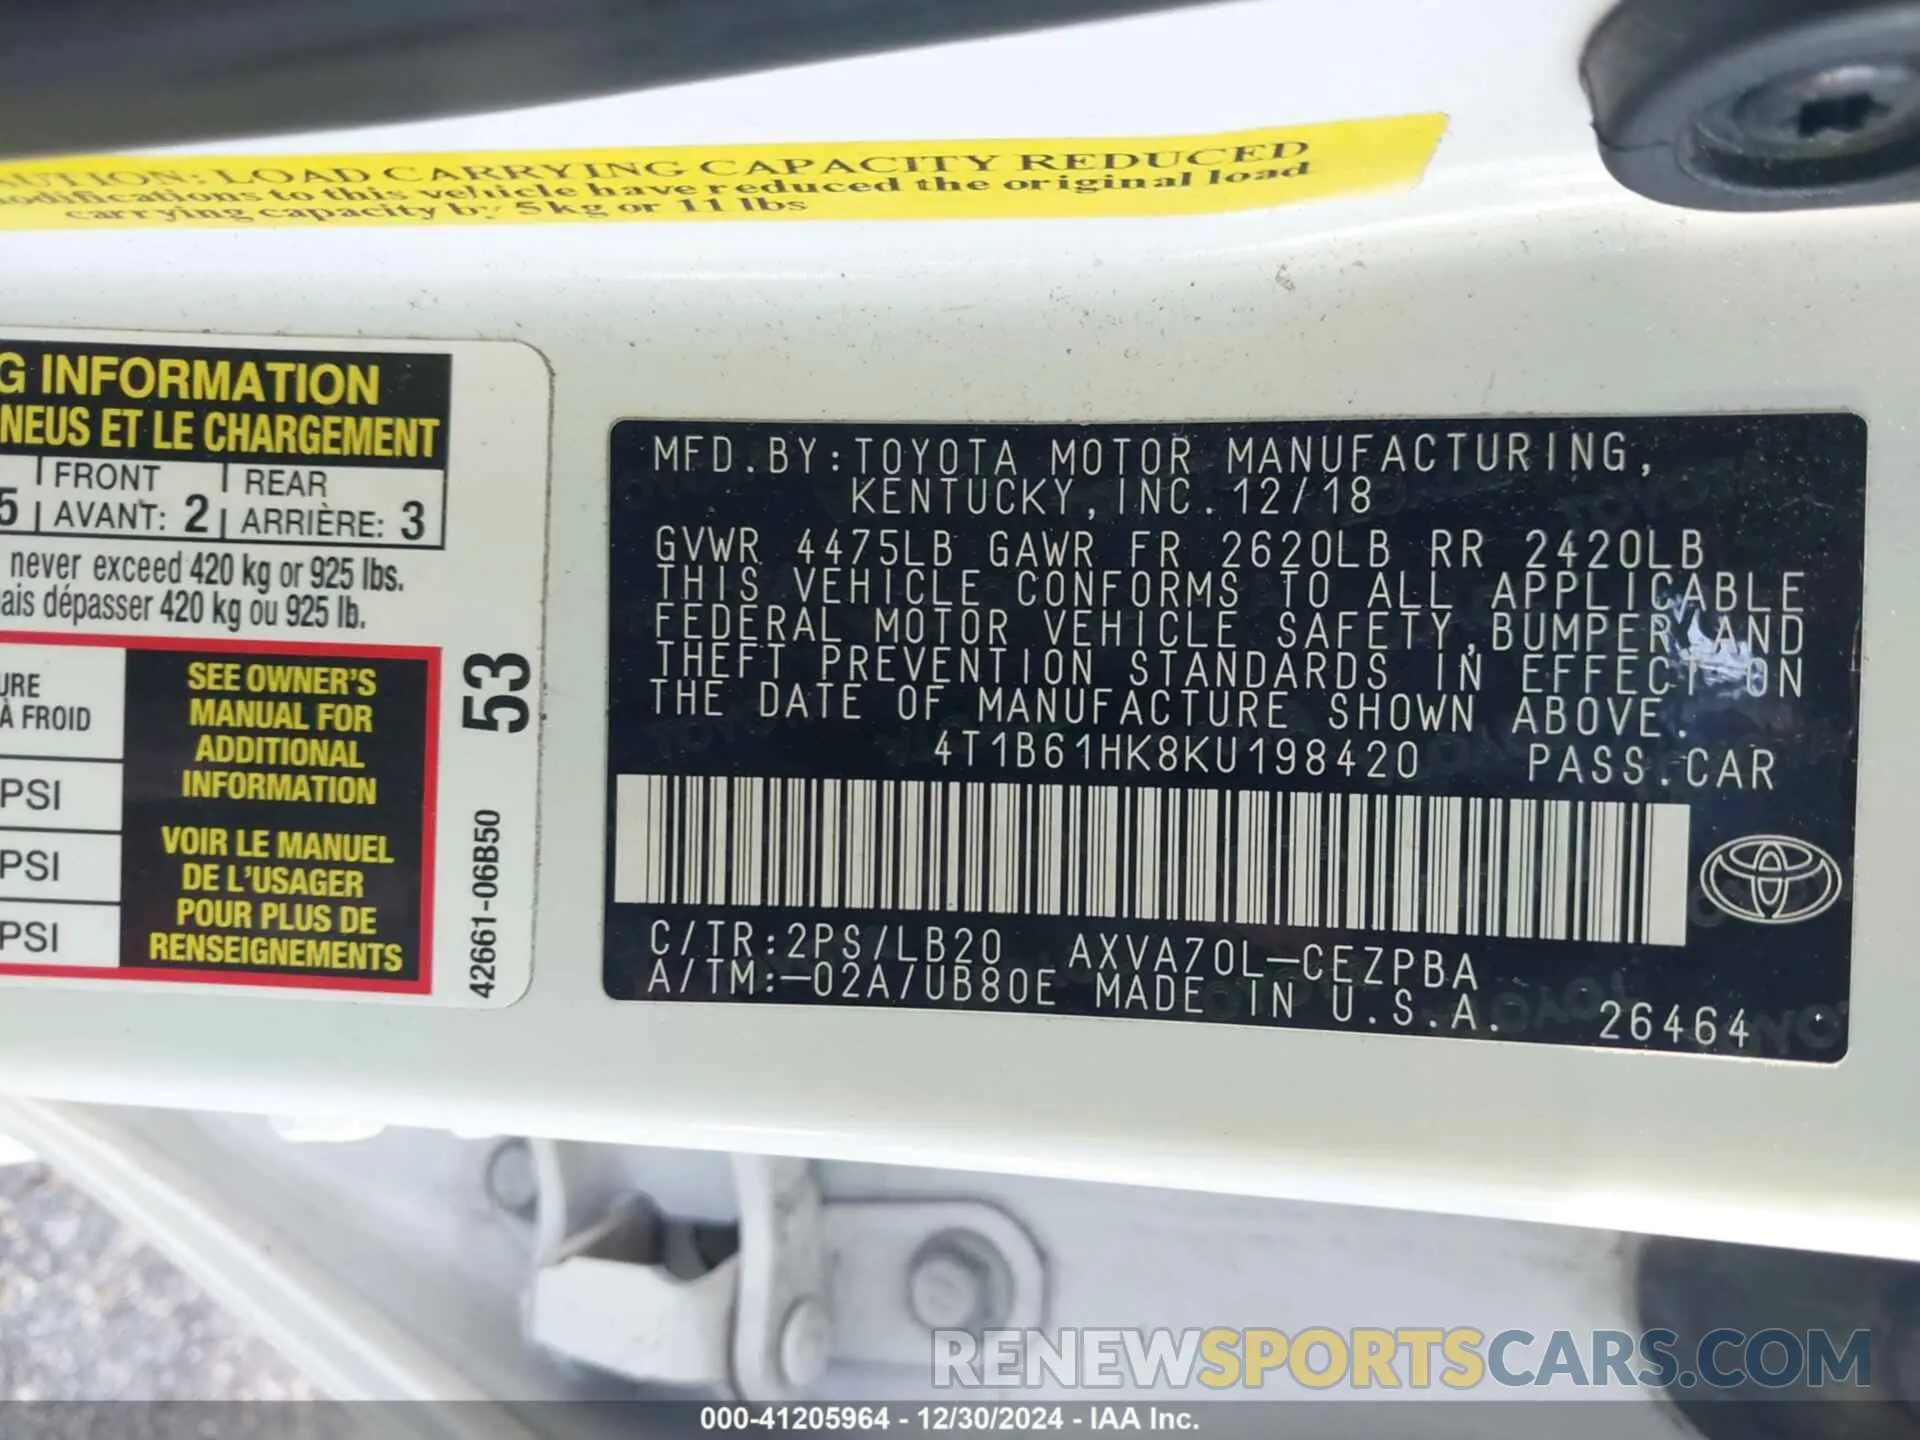 CAUTION: LOAD CARRYING CAPACITY REDUCED
modifications to this vehicle have reduced the original load
carrying capacity by 5kg or 11 lbs
G INFORMATION
NEUS ET LE CHARGEMENT
5 FRONT AVANT: 2 REAR ARRIÈRE: 3
never exceed 420 kg or 925 lbs.
ais dépasser 420 kg ou 925 lb.
URE
À FROID
PSI
PSI
PSI
SEE OWNER'S
MANUAL FOR
ADDITIONAL
INFORMATION
VOIR LE MANUEL
DE L'USAGER
POUR PLUS DE
RENSEIGNEMENTS
53
42661-06B50
MFD.BY:TOYOTA MOTOR MANUFACTURING,
KENTUCKY,INC. 12/18
GVWR 4475LB GAWR FR 2620LB RR 2420LB
THIS VEHICLE CONFORMS TO ALL APPLICABLE
FEDERAL MOTOR VEHICLE SAFETY,BUMPER AND
THEFT PREVENTION STANDARDS IN EFFECT ON
THE DATE OF MANUFACTURE SHOWN ABOVE.
4T1B61HK8KU198420 PASS.CAR
C/TR:2PS/LB20 AXVA70L-CEZPBA
A/TM:-02A/UB80E MADE IN U.S.A. 26464
RENEWSPORTSCARS.COM
000-41205964 - 12/30/2024 - IAA Inc.